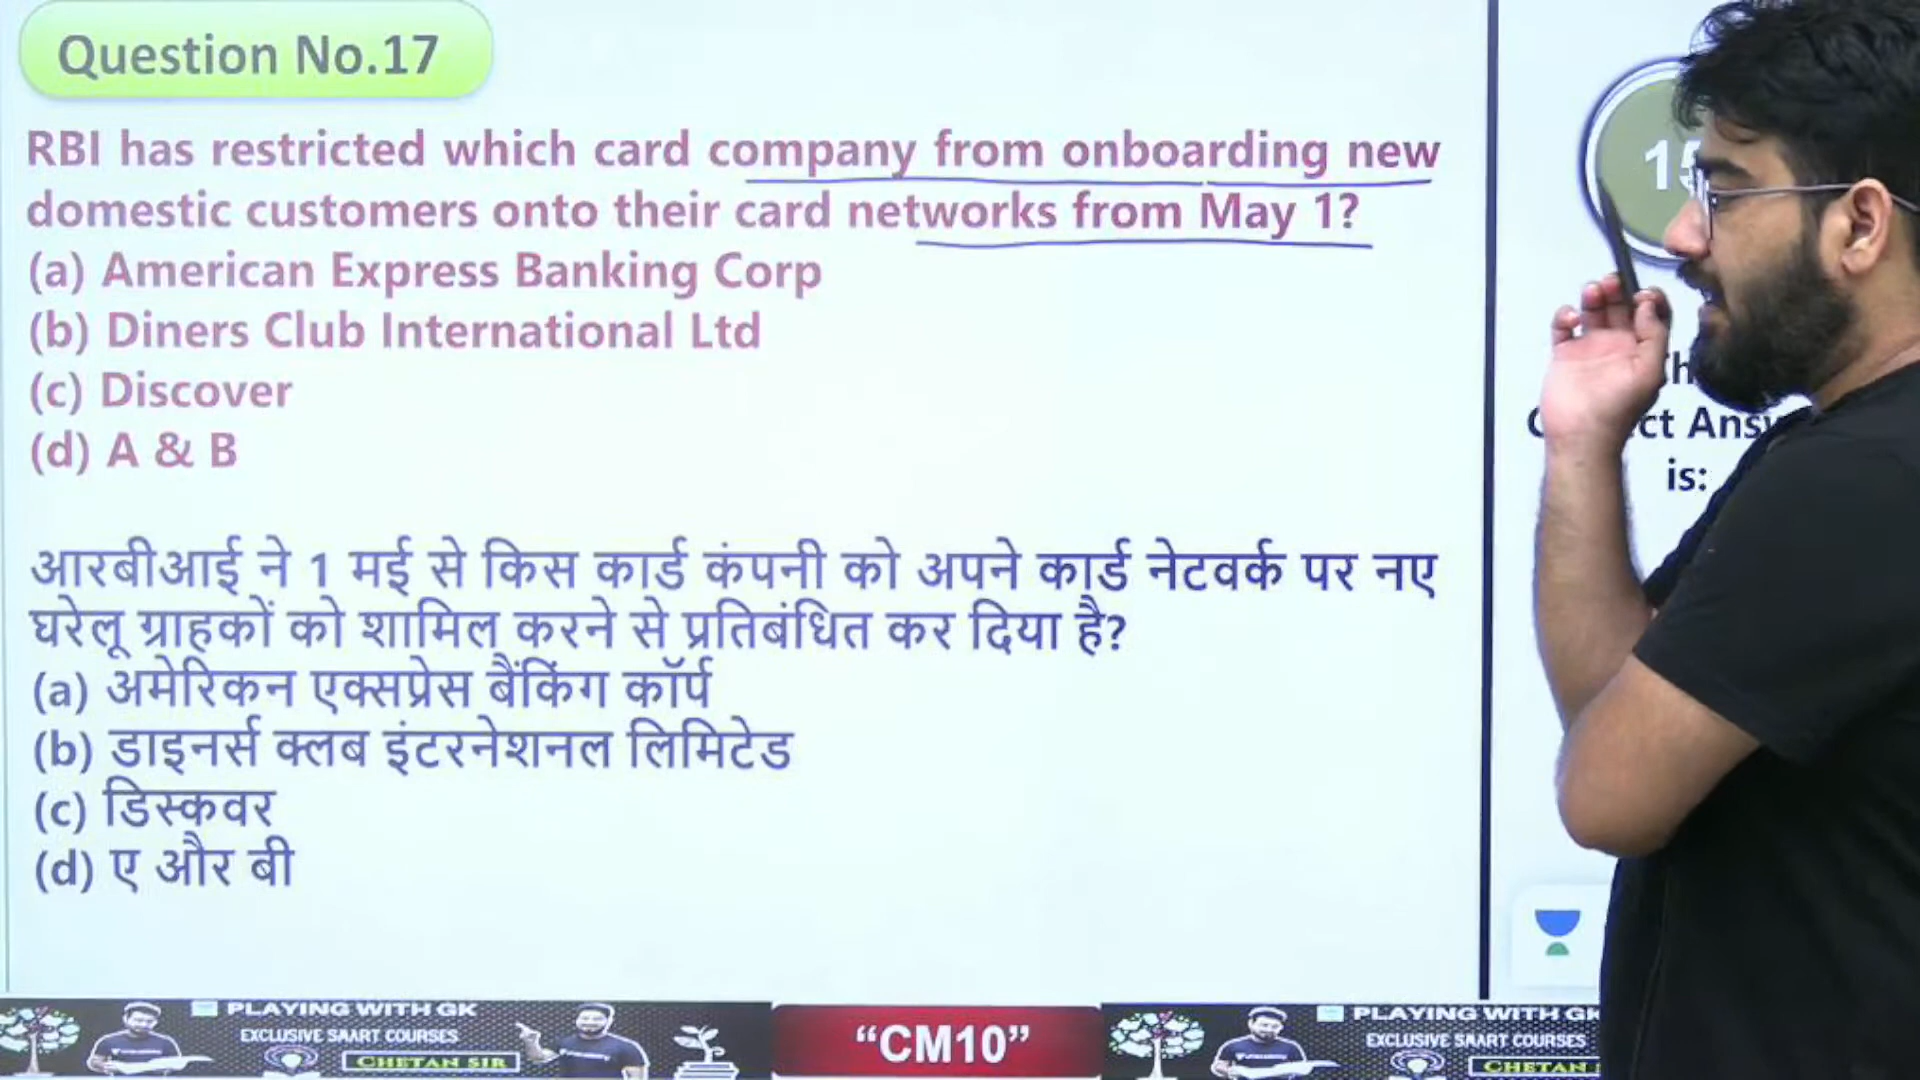 Question No.17
RBI has restricted which card company from onboarding new
domestic customers onto their card networks from May 1?
(a) American Express Banking Corp
(b) Diners Club International Ltd
(c) Discover
(d) A & B
आरबीआई ने 1 मई से किस कार्ड कंपनी को अपने कार्ड नेटवर्क पर नए
घरेलू ग्राहकों को शामिल करने से प्रतिबंधित कर दिया है?
(a) अमेरिकन एक्सप्रेस बैंकिंग कॉर्प
(b) डाइनर्स क्लब इंटरनेशनल लिमिटेड
(c) डिस्कवर
(d) ए और बी
is:
PLAYING WITH GK
EXCLUSIVE SMART COURSES
CHETAN SIR
“CM10”
PLAYING WITH GK
EXCLUSIVE SMART COURSES
CHETAN